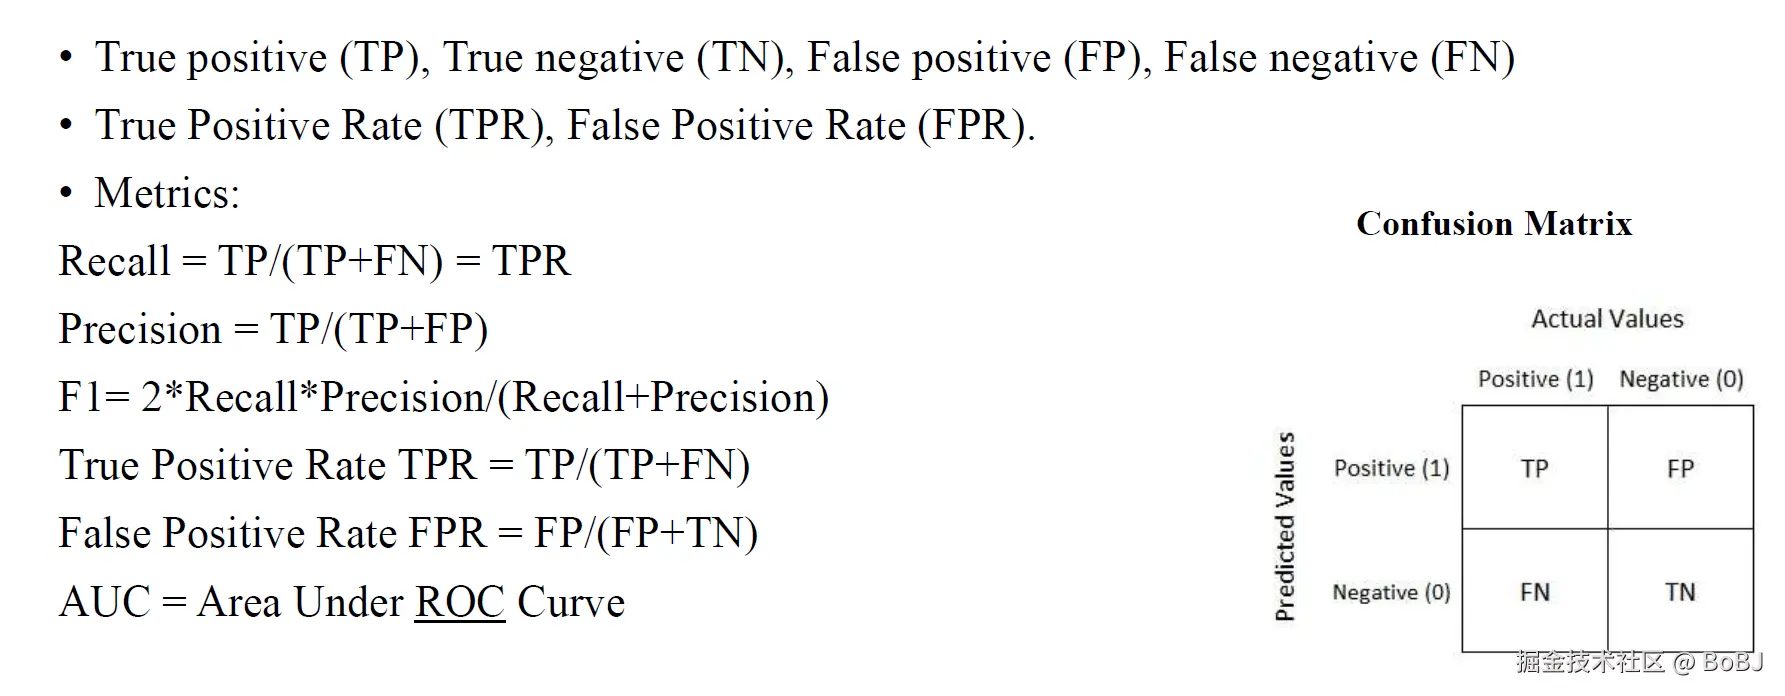 • True positive (TP), True negative (TN), False positive (FP), False negative (FN)
• True Positive Rate (TPR), False Positive Rate (FPR).
• Metrics:
Recall = TP/(TP+FN) = TPR
Precision = TP/(TP+FP)
F1= 2*Recall*Precision/(Recall+Precision)
True Positive Rate TPR = TP/(TP+FN)
False Positive Rate FPR = FP/(FP+TN)
AUC = Area Under ROC Curve
Confusion Matrix
Actual Values
Positive (1) Negative (0)
Predicted Values
Positive (1) TP FP
Negative (0) FN TN
掘金技术社区 @ BoBJ